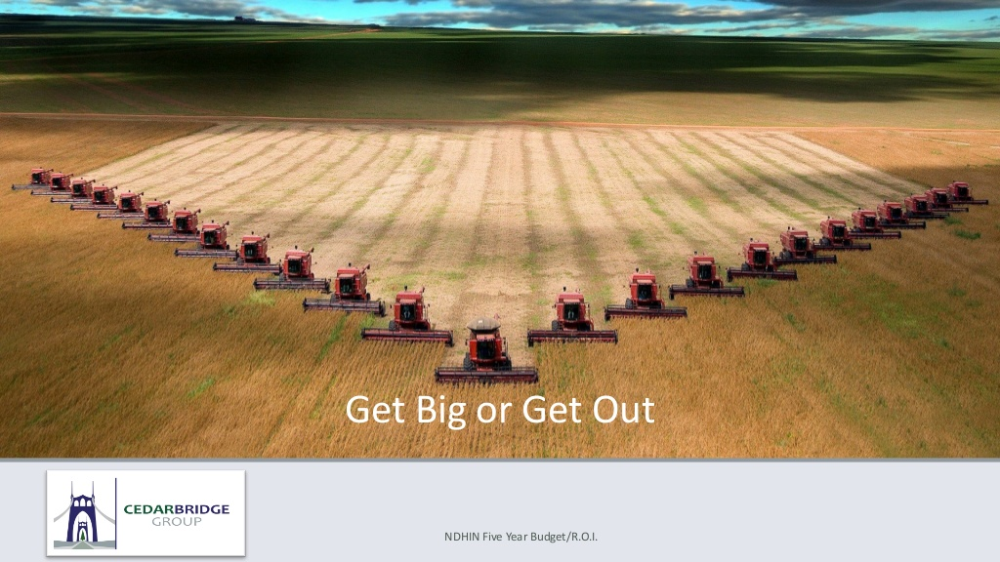 Get Big or Get Out
CEDARBRIDGE
GROUP
NDHIN Five Year Budget/R.O.I.